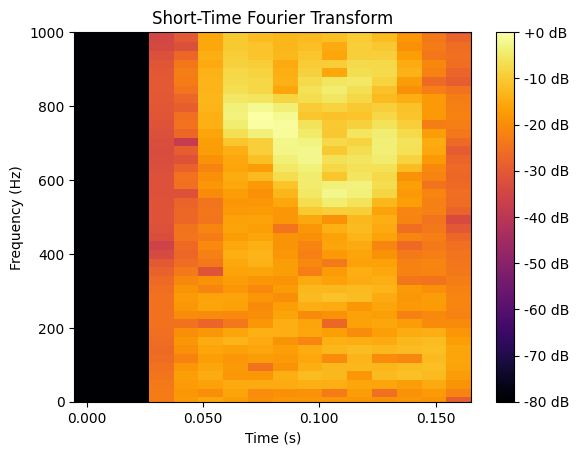 Short-Time Fourier Transform
1000
800
600
400
200
0
Frequency (Hz)
0.000
0.050
0.100
0.150
Time (s)
+0 dB
-10 dB
-20 dB
-30 dB
-40 dB
-50 dB
-60 dB
-70 dB
-80 dB